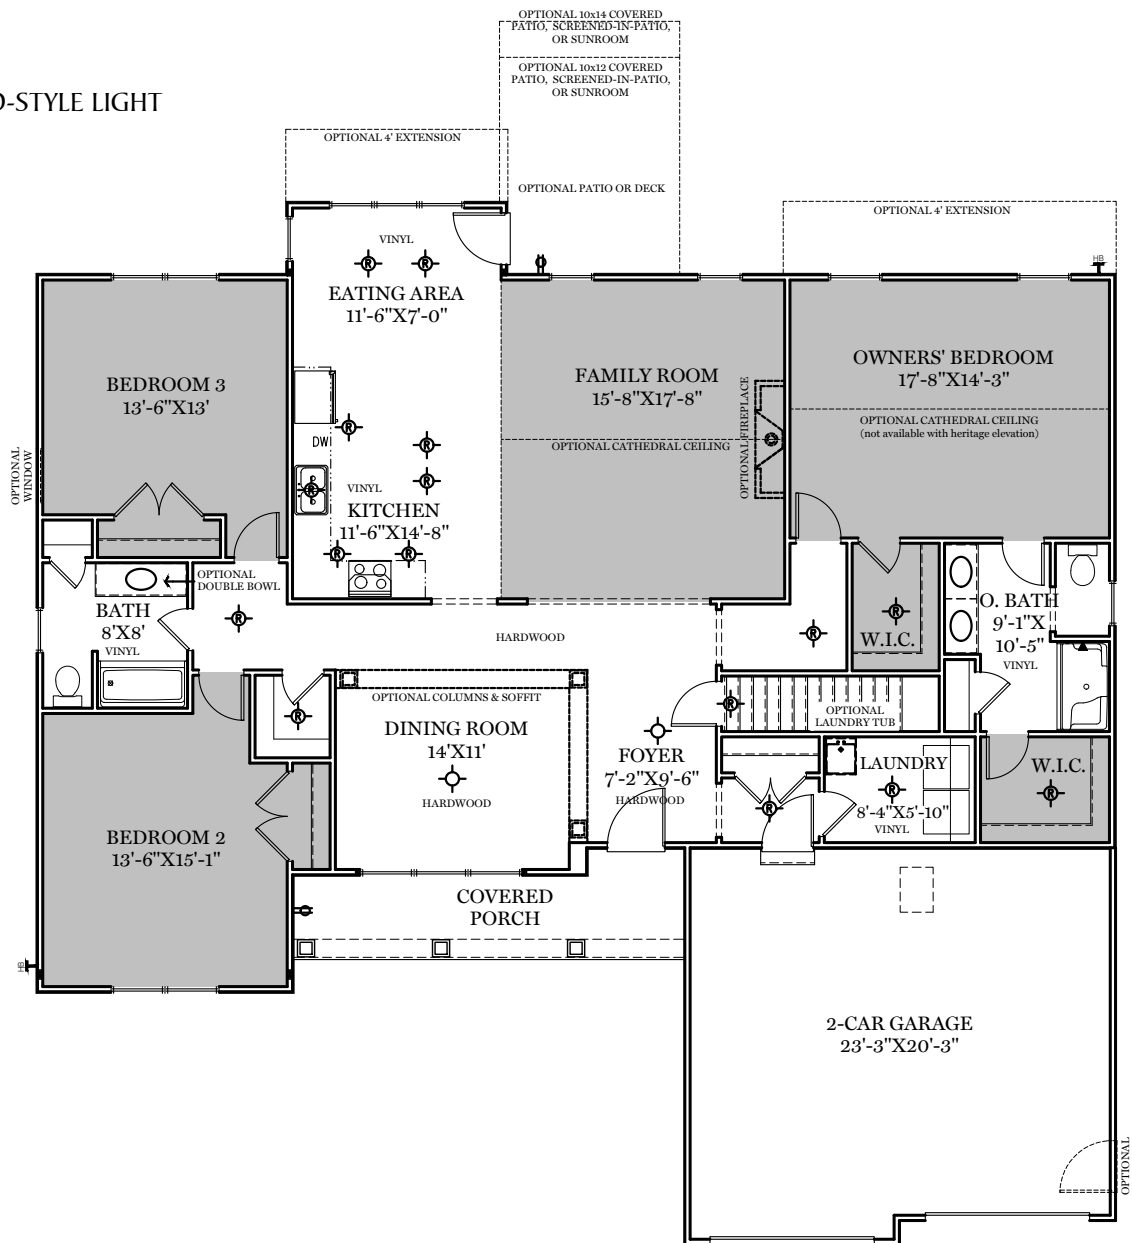 OPTIONAL 10x14 COVERED
PATIO, SCREENED-IN-PATIO,
OR SUNROOM
OPTIONAL 10x12 COVERED
PATIO, SCREENED-IN-PATIO,
OR SUNROOM
D-STYLE LIGHT
OPTIONAL 4' EXTENSION
OPTIONAL PATIO OR DECK
OPTIONAL 4' EXTENSION
VINYL
HB
EATING AREA
11'-6"X7'-0"
BEDROOM 3
13'-6"X13'
FAMILY ROOM
15'-8"X17'-8"
OWNERS' BEDROOM
17'-8"X14'-3"
OPTIONAL FIREPLACE
OPTIONAL CATHEDRAL CEILING
OPTIONAL CATHEDRAL CEILING
(not available with heritage elevation)
R
R
R
R
R
R
R
R
DW
OPTIONAL
WINDOW
VINYL
KITCHEN
11'-6"X14'-8"
OPTIONAL
DOUBLE BOWL
BATH
8'X8'
VINYL
R
HARDWOOD
R
R
W.I.C.
O. BATH
9'-1"X
10'-5"
VINYL
OPTIONAL COLUMNS & SOFFIT
R
R
OPTIONAL
LAUNDRY TUB
DINING ROOM
14'X11'
HARDWOOD
FOYER
7'-2"X9'-6"
HARDWOOD
R
LAUNDRY
R
8'-4"X5'-10"
VINYL
W.I.C.
R
BEDROOM 2
13'-6"X15'-1"
COVERED
PORCH
HB
2-CAR GARAGE
23'-3"X20'-3"
OPTIONAL